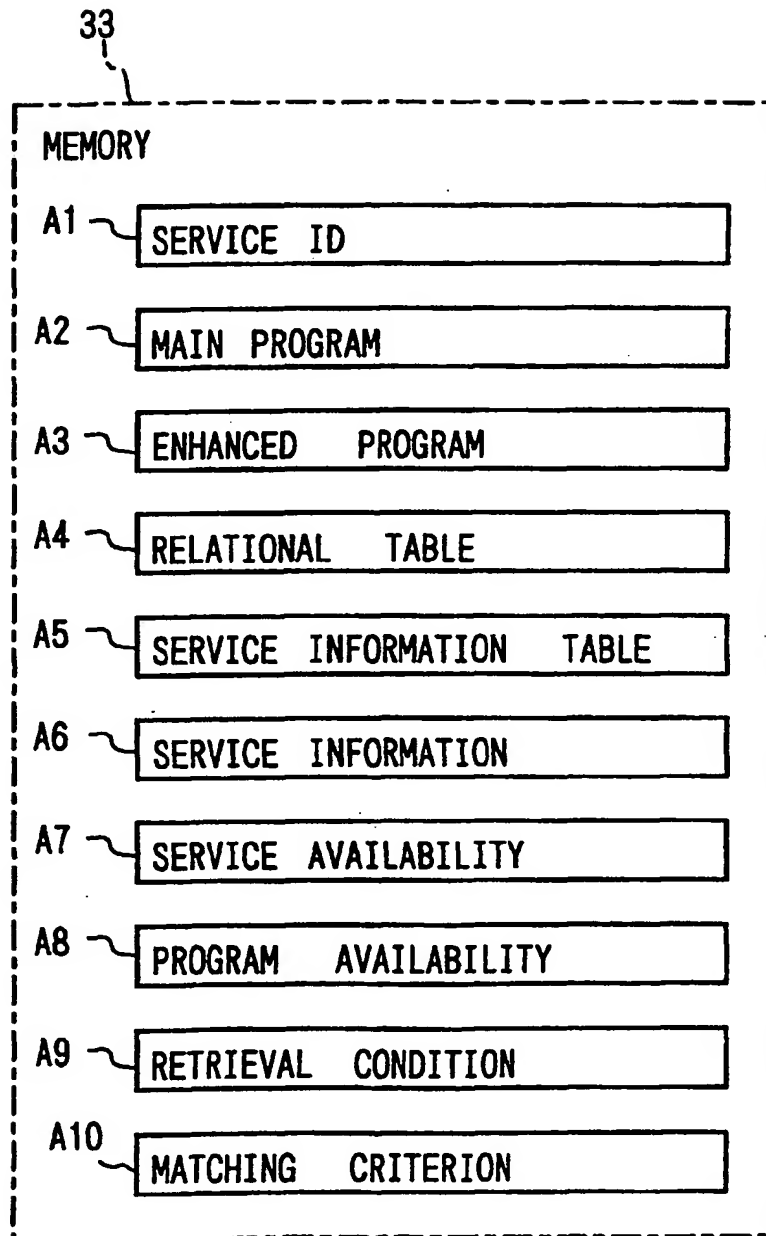 33
MEMORY
A1 SERVICE ID
A2 MAIN PROGRAM
A3 ENHANCED PROGRAM
A4 RELATIONAL TABLE
A5 SERVICE INFORMATION TABLE
A6 SERVICE INFORMATION
A7 SERVICE AVAILABILITY
A8 PROGRAM AVAILABILITY
A9 RETRIEVAL CONDITION
A10 MATCHING CRITERION